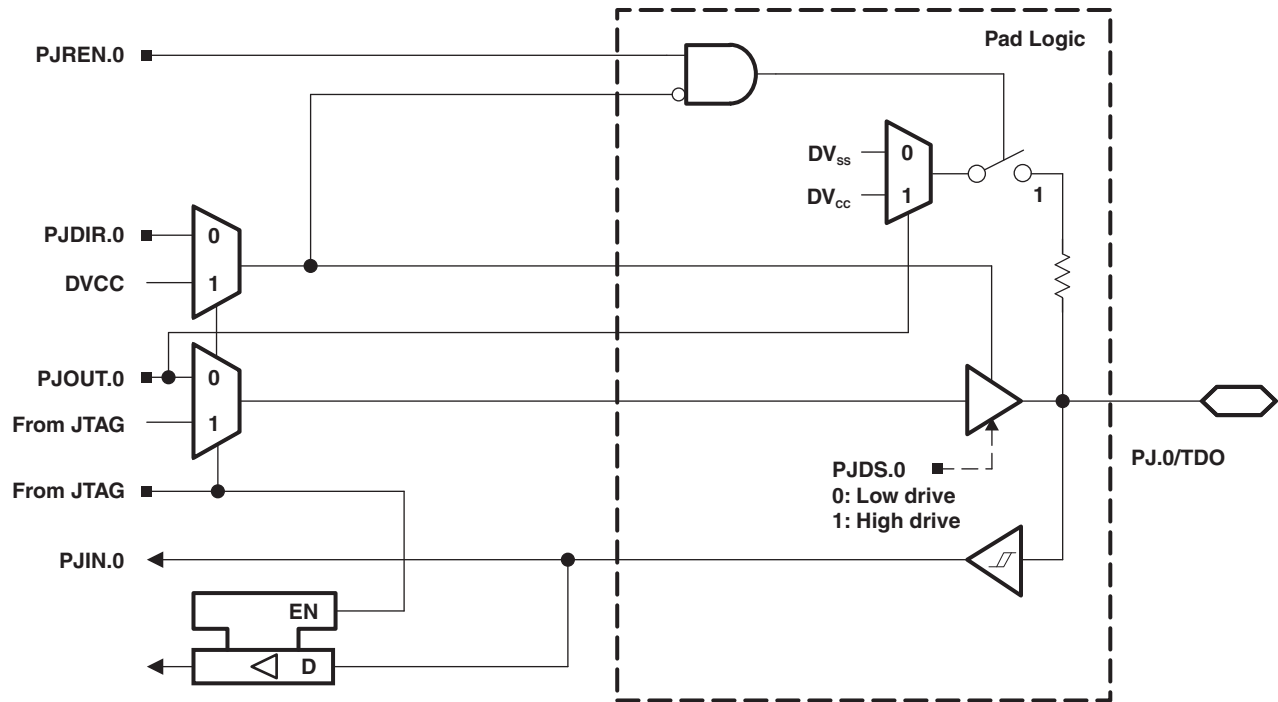 Pad Logic
PJREN.0
DVss
0
DVcc
1
1
PJDIR.0
0
DVCC
1
PJOUT.0
0
From JTAG
1
PJDS.0
0: Low drive
1: High drive
PJ.0/TDO
From JTAG
PJIN.0
EN
D